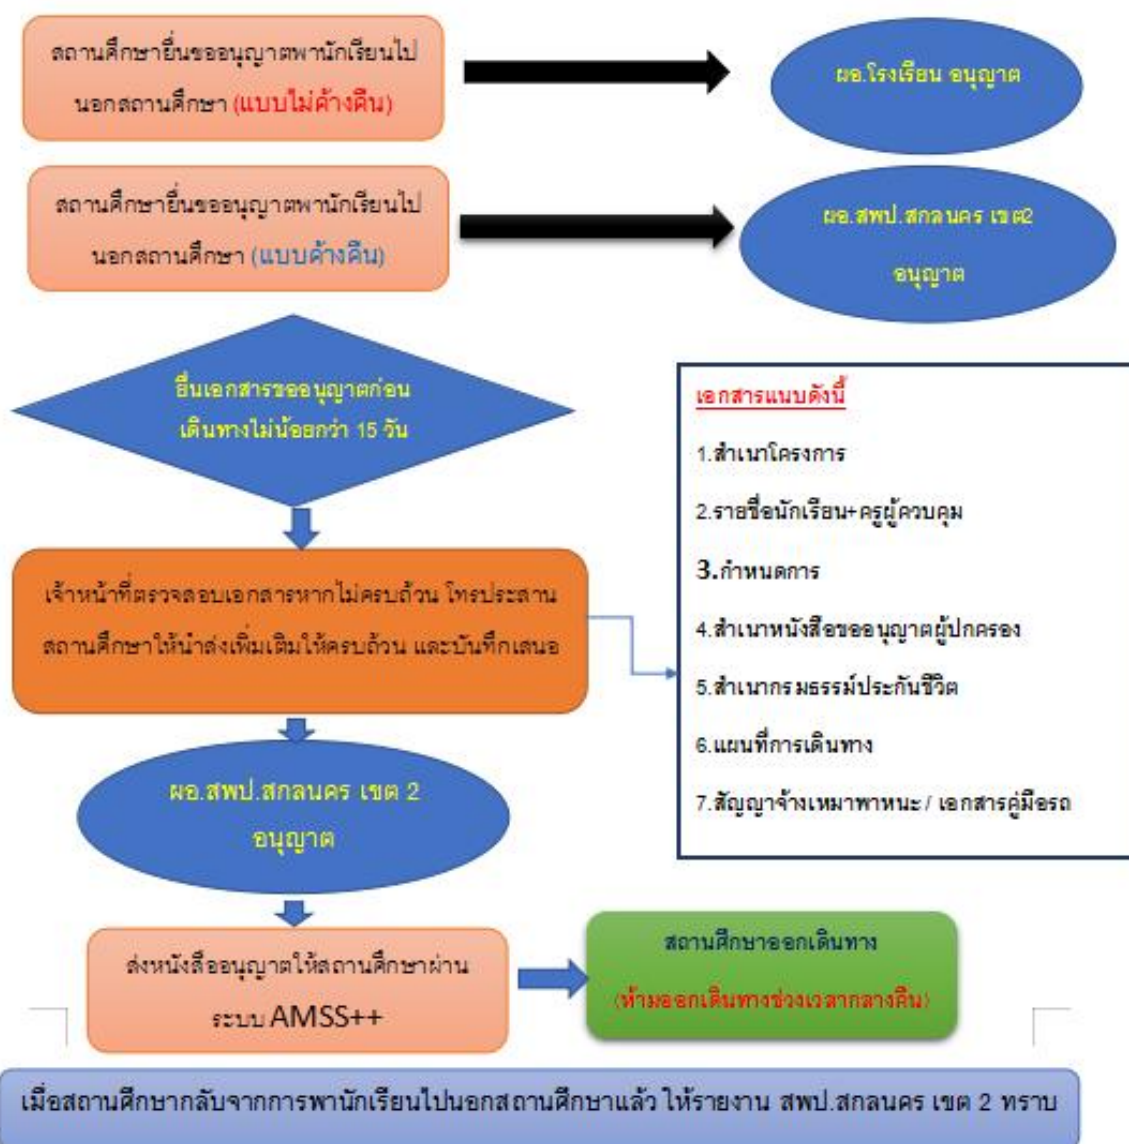 สถานศึกษายื่นขออนุญาตพานักเรียนไป
นอกสถานศึกษา (แบบไม่ค้างคืน)
ผอ.โรงเรียน อนุญาต
สถานศึกษายื่นขออนุญาตพานักเรียนไป
นอกสถานศึกษา (แบบค้างคืน)
ผอ.สพป.สกลนคร เขต2
อนุญาต
ยื่นเอกสารขออนุญาตก่อน
เดินทางไม่น้อยกว่า 15 วัน
เจ้าหน้าที่ตรวจสอบเอกสารหากไม่ครบถ้วน โทรประสาน
สถานศึกษาให้นำส่งเพิ่มเติมให้ครบถ้วน และบันทึกเสนอ
เอกสารแนบดังนี้
1.สำเนาโครงการ
2.รายชื่อนักเรียน+ครูผู้ควบคุม
3.กำหนดการ
4.สำเนาหนังสือขออนุญาตผู้ปกครอง
5.สำเนากรมธรรม์ประกันชีวิต
6.แผนที่การเดินทาง
7.สัญญาจ้างเหมาพาหนะ / เอกสารคู่มือรถ
ผอ.สพป.สกลนคร เขต 2
อนุญาต
ส่งหนังสืออนุญาตให้สถานศึกษาผ่าน
ระบบ AMSS++
สถานศึกษาออกเดินทาง
(ห้ามออกเดินทางช่วงเวลากลางคืน)
เมื่อสถานศึกษากลับจากการพานักเรียนไปนอกสถานศึกษาแล้ว ให้รายงาน สพป.สกลนคร เขต 2 ทราบ